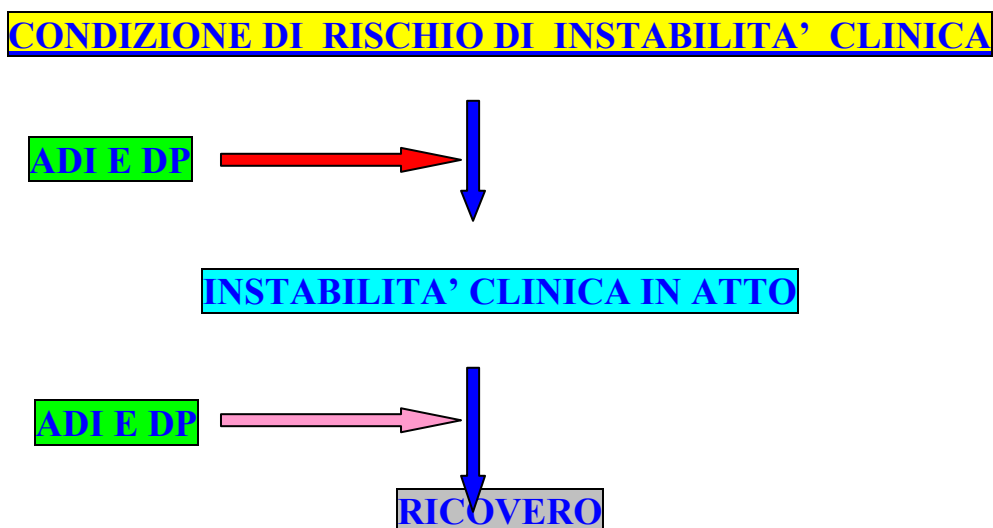 CONDIZIONE DI RISCHIO DI INSTABILITA’ CLINICA
ADI E DP
INSTABILITA’ CLINICA IN ATTO
ADI E DP
RICOVERO